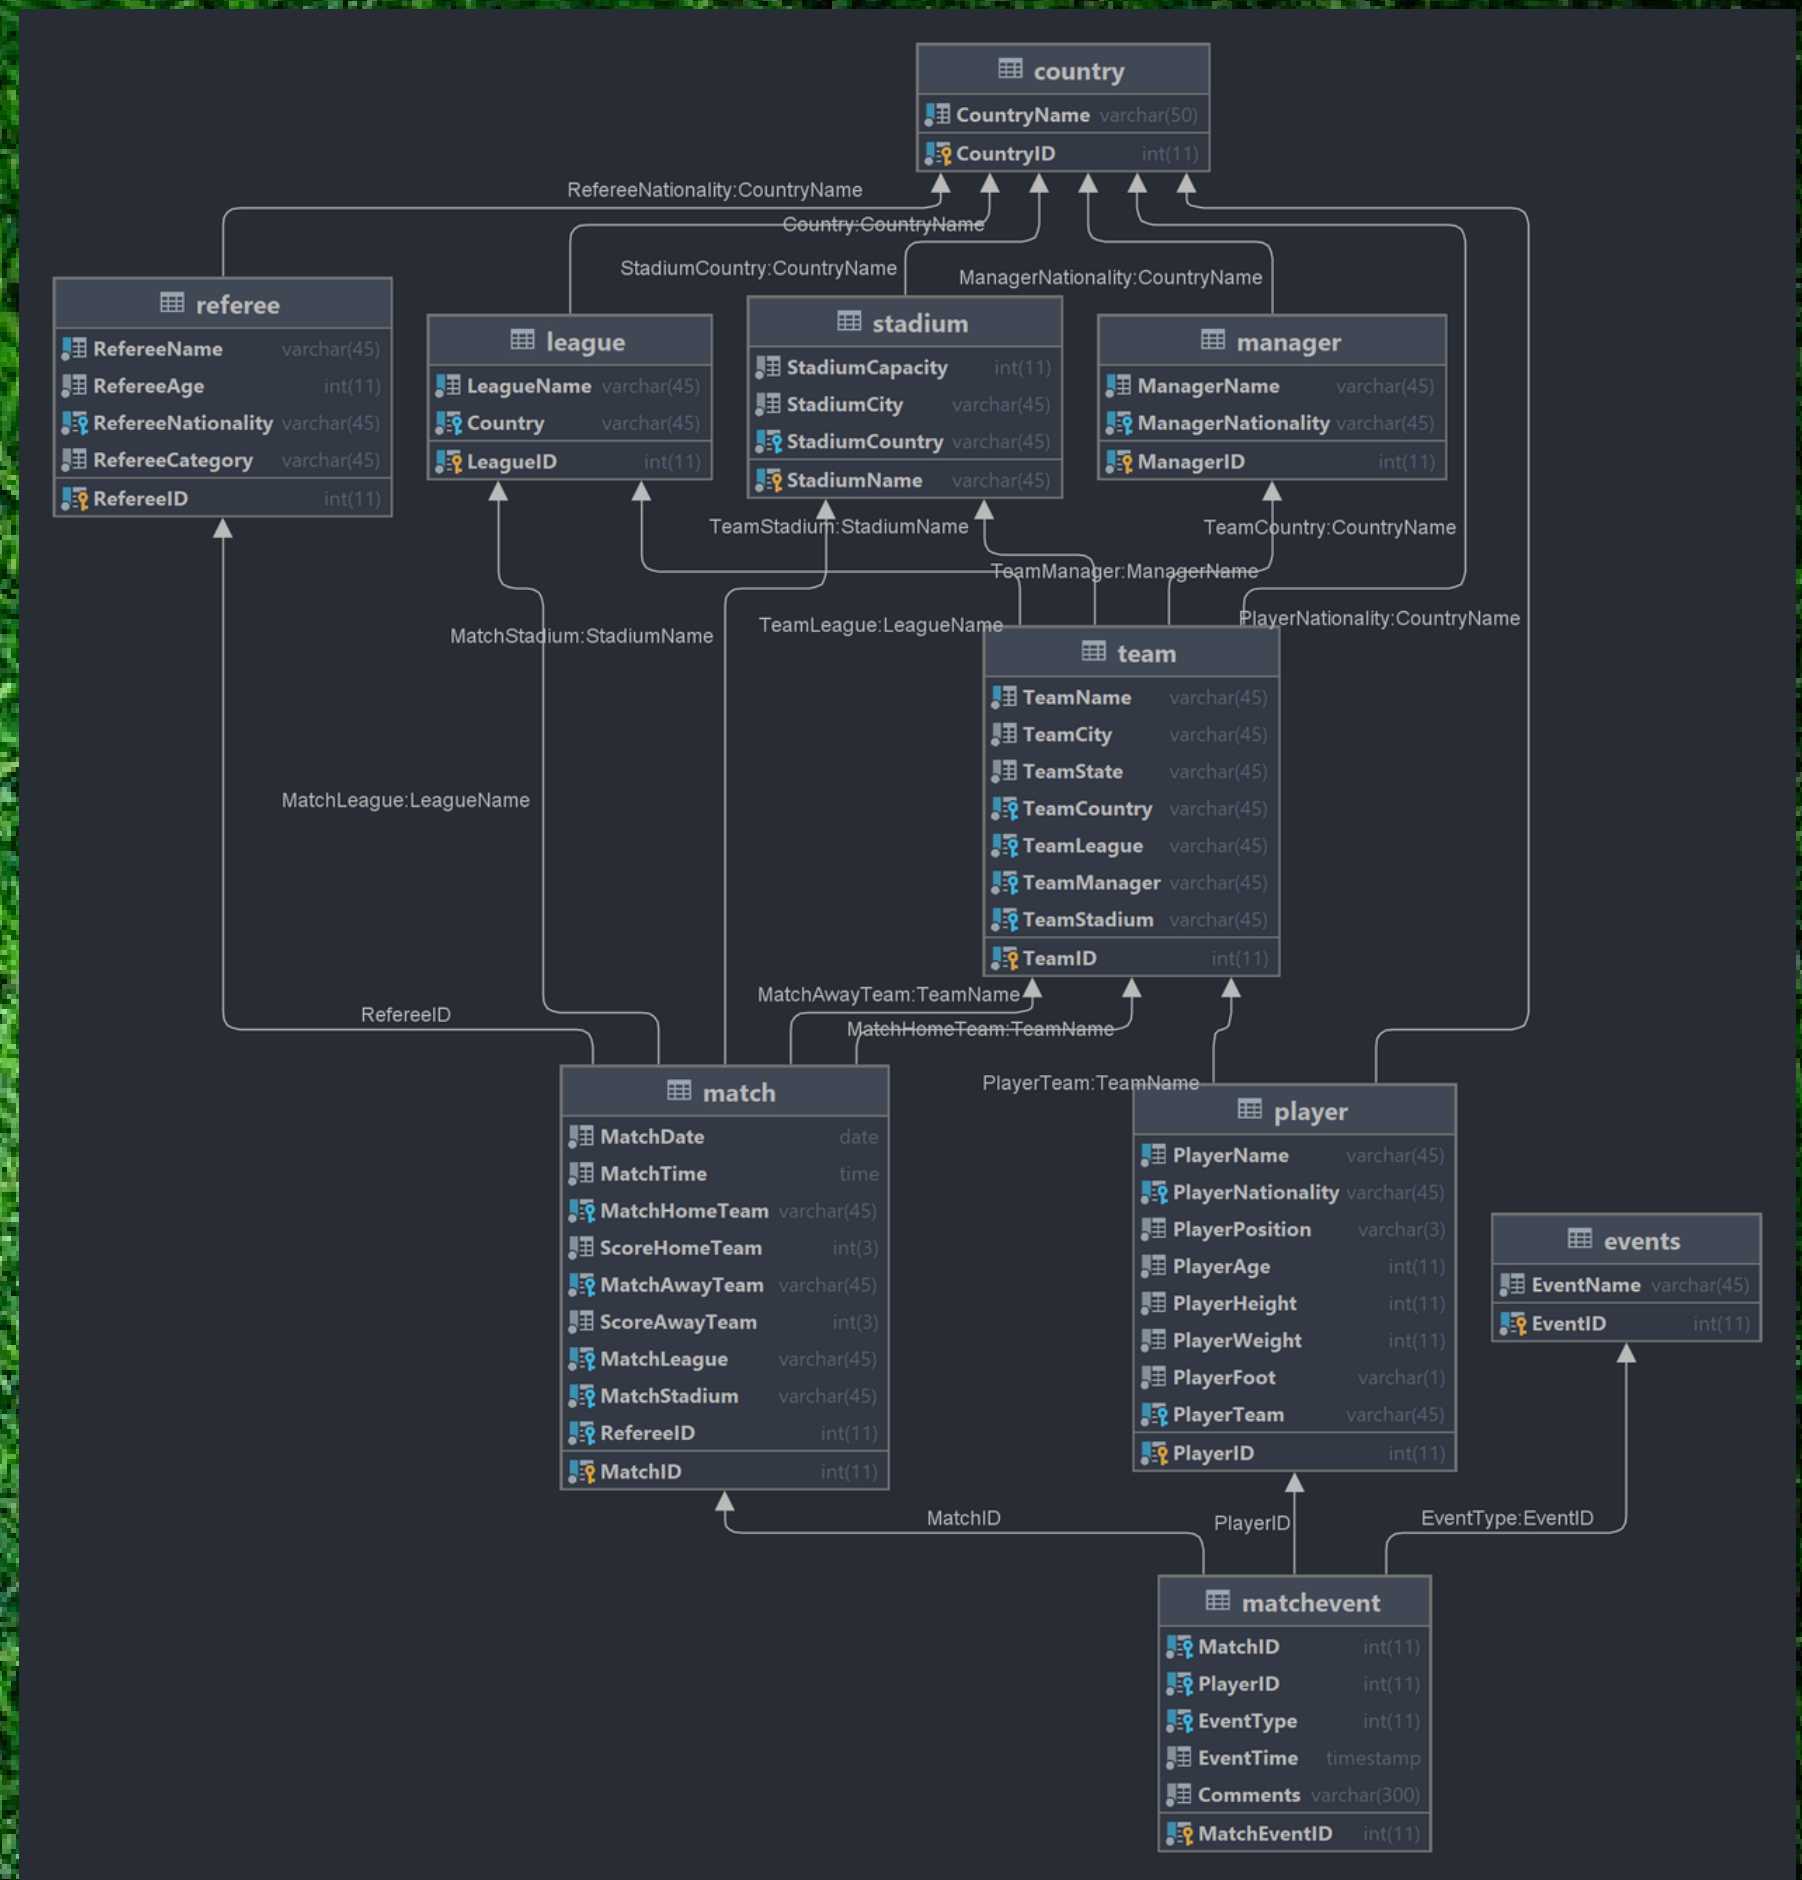 country
CountryName varchar(50)
CountryID int(11)
RefereeNationality:CountryName
Country:CountryName
StadiumCountry:CountryName
ManagerNationality:CountryName
referee
RefereeName varchar(45)
RefereeAge int(11)
RefereeNationality varchar(45)
RefereeCategory varchar(45)
RefereeID int(11)
league
LeagueName varchar(45)
Country varchar(45)
LeagueID int(11)
stadium
StadiumCapacity int(11)
StadiumCity varchar(45)
StadiumCountry varchar(45)
StadiumName varchar(45)
manager
ManagerName varchar(45)
ManagerNationality varchar(45)
ManagerID int(11)
TeamStadium:StadiumName
TeamCountry:CountryName
TeamManager:ManagerName
PlayerNationality:CountryName
TeamLeague:LeagueName
MatchStadium:StadiumName
team
TeamName varchar(45)
TeamCity varchar(45)
TeamState varchar(45)
TeamCountry varchar(45)
TeamLeague varchar(45)
TeamManager varchar(45)
TeamStadium varchar(45)
TeamID int(11)
MatchLeague:LeagueName
MatchAwayTeam:TeamName
RefereeID
MatchHomeTeam:TeamName
PlayerTeam:TeamName
match
MatchDate date
MatchTime time
MatchHomeTeam varchar(45)
ScoreHomeTeam int(3)
MatchAwayTeam varchar(45)
ScoreAwayTeam int(3)
MatchLeague varchar(45)
MatchStadium varchar(45)
RefereeID int(11)
MatchID int(11)
player
PlayerName varchar(45)
PlayerNationality varchar(45)
PlayerPosition varchar(3)
PlayerAge int(11)
PlayerHeight int(11)
PlayerWeight int(11)
PlayerFoot varchar(1)
PlayerTeam varchar(45)
PlayerID int(11)
events
EventName varchar(45)
EventID int(11)
MatchID
PlayerID
EventType:EventID
matchevent
MatchID int(11)
PlayerID int(11)
EventType int(11)
EventTime timestamp
Comments varchar(300)
MatchEventID int(11)